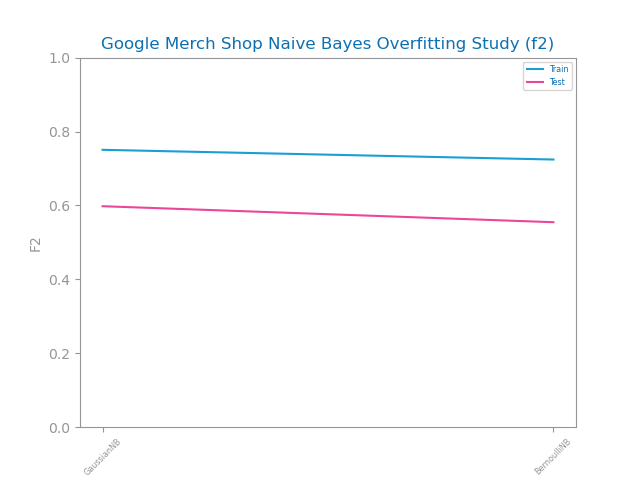 Google Merch Shop Naive Bayes Overfitting Study (f2)
Train
Test
1.0
0.8
0.6
0.4
0.2
0.0
F2
GaussianNB
BernoulliNB